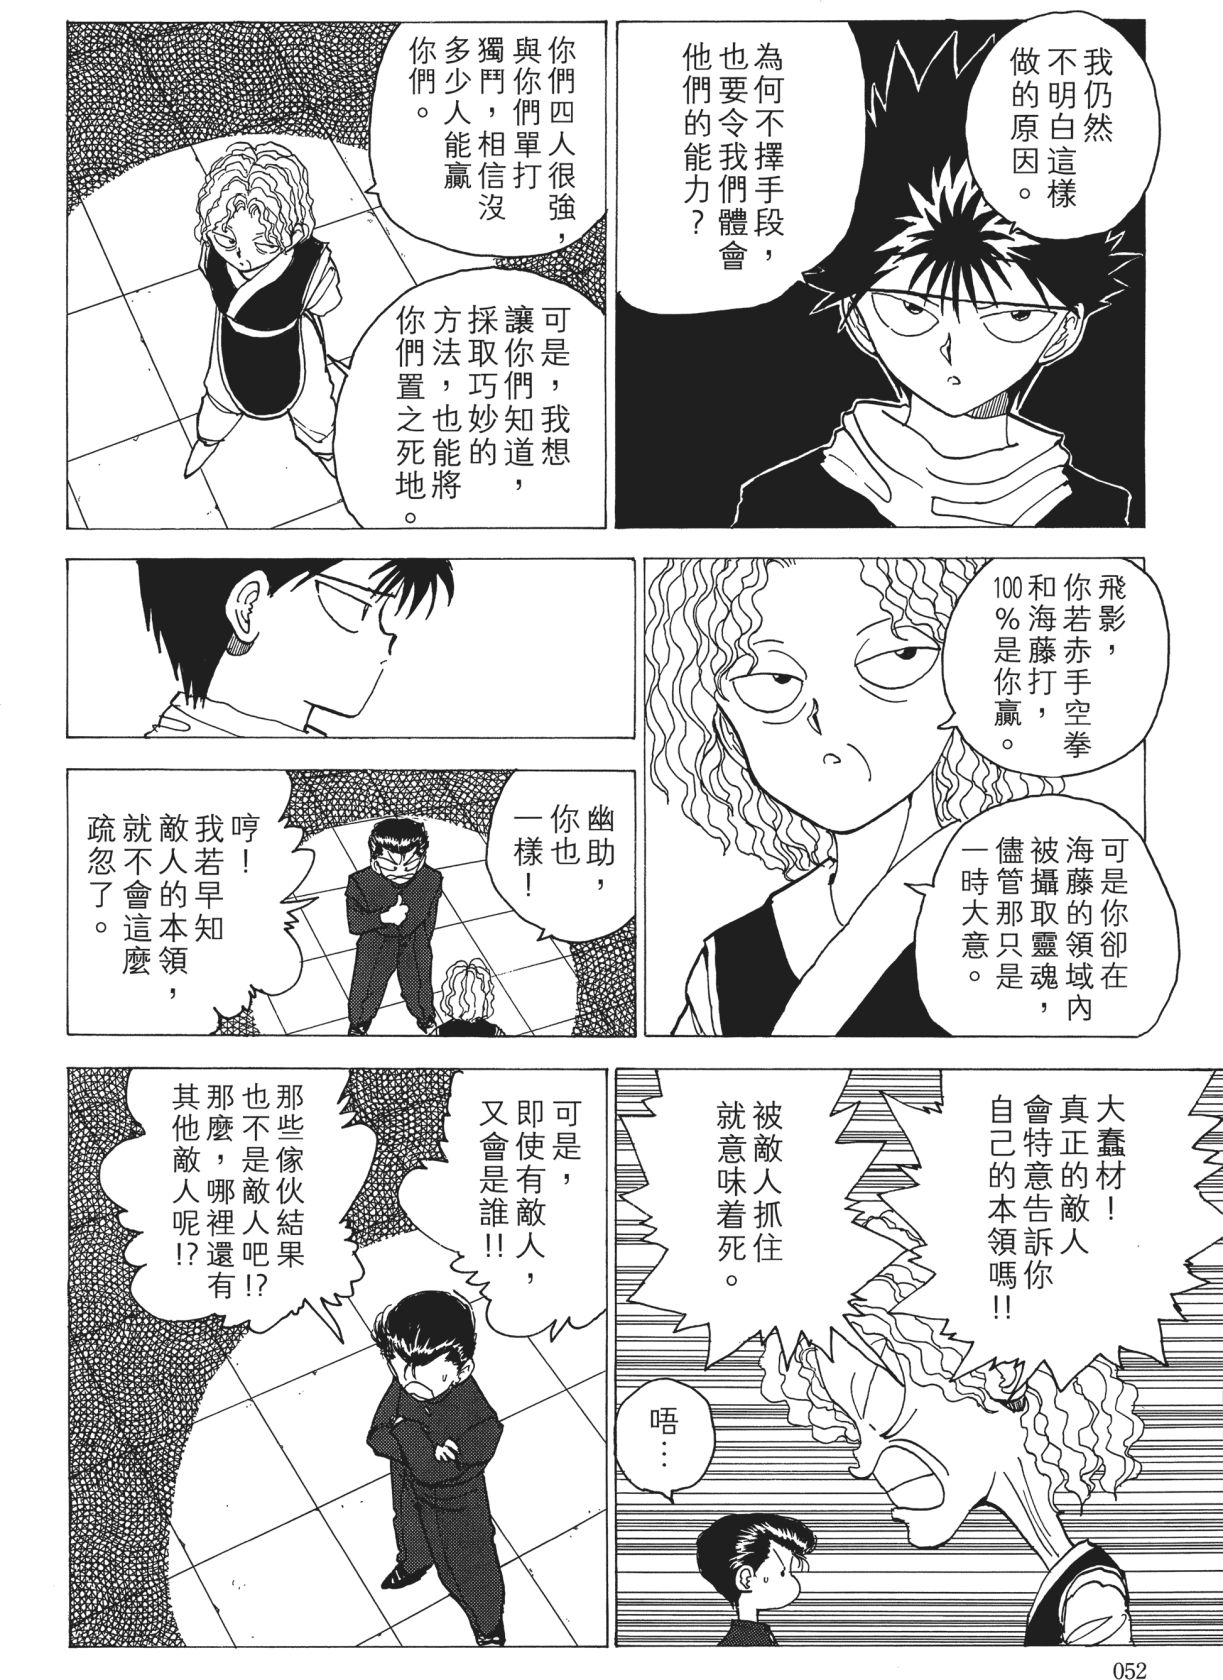 我仍然
不明白這樣
做的原因。
為何不擇手段，
也要令我們體會
他們的能力？
你們四人很強，
與你們單打
獨鬥，相信沒
多少人能贏
你們。
可是，我想
讓你們知道，
採取巧妙的
方法，也能將
你們置之死地。
飛影，
你若赤手空拳
和海藤打，
100％是你贏。
可是你卻在
海藤的領域內
被攝取靈魂，
儘管那只是
一時大意。
幽助，
你也
一樣！
哼！
我若早知
敵人的本領，
就不會這麼
疏忽了。
大蠢材！
真正的敵人
會特意告訴你
自己的本領嗎!!
被敵人抓住
就意味着死。
唔…
可是，
即使有敵人，
又會是誰!!
那些傢伙結果
也不是敵人吧!?
那麼，哪裡還有
其他敵人呢!?
052